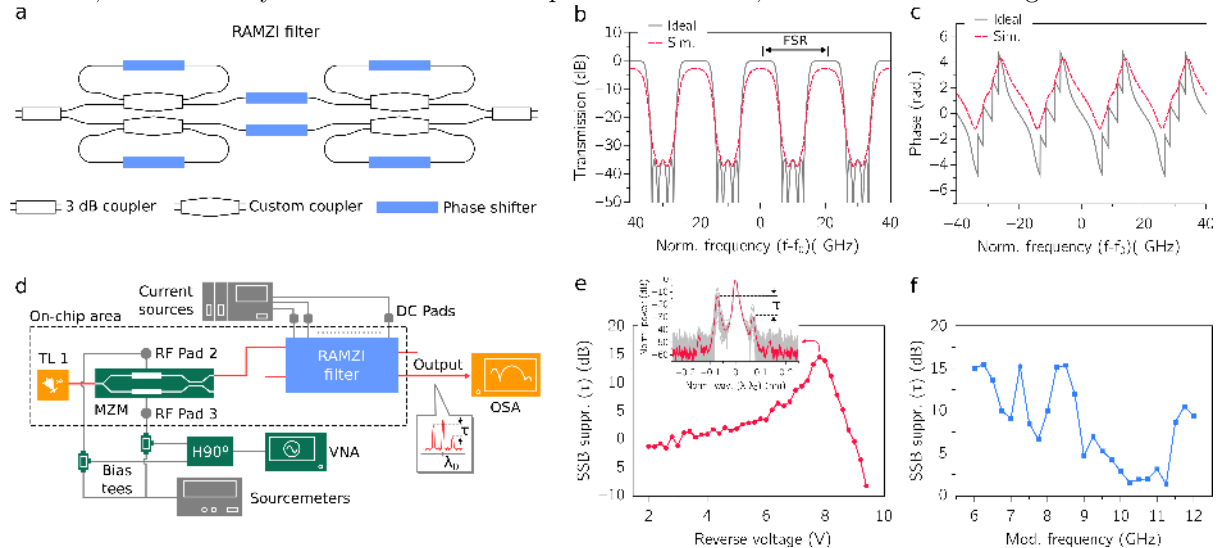 a
RAMZI filter
3 dB coupler
Custom coupler
Phase shifter
b
Ideal
Sim.
FSR
Transmission (dB)
10
0
−10
−20
−30
−40
−50
40
20
0
20
40
Norm. frequency (f-f₀)( GHz)
c
Ideal
Sim.
Phase (rad.)
6
4
2
0
−2
−4
−6
−40
−20
0
20
40
Norm. frequency (f-f₀)( GHz)
d
Current
sources
DC Pads
On-chip area
TL 1
RF Pad 2
MZM
RF Pad 3
RAMZI
filter
Output
OSA
τ
λ₀
H90º
VNA
Bias
tees
Sourcemeters
e
Norm. power (dB)
τ
SSB suppr. (τ) (dB)
20
15
10
5
0
−5
−10
2
4
6
8
10
Reverse voltage (V)
f
SSB suppr. (τ) (dB)
20
15
10
5
0
6
7
8
9
10
11
12
Mod. frequency (GHz)